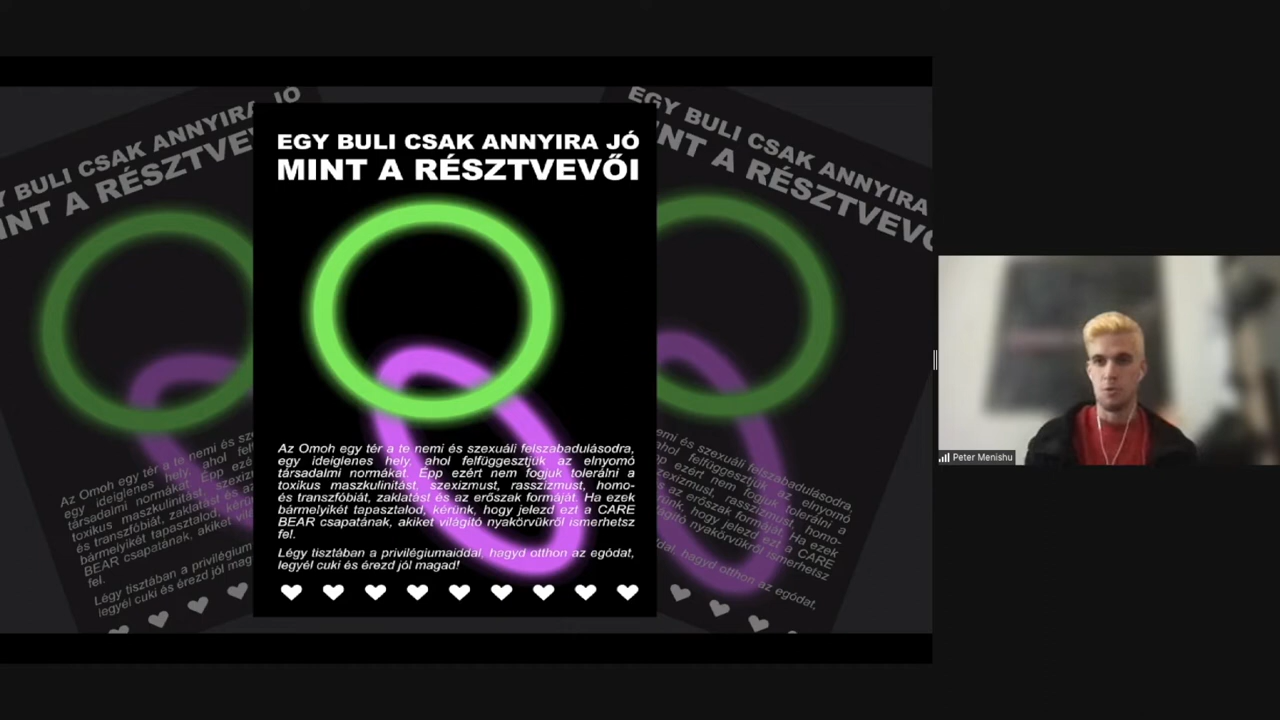 EGY BULI CSAK ANNYIRA JÓ
MINT A RÉSZTVEVŐI
Az Omoh egy tér a te nemi és szexuáli felszabadulásodra,
egy ideiglenes hely, ahol felfüggesztjük az elnyomó
társadalmi normákat. Épp ezért nem fogjuk tolerálni a
toxikus maszkulinitást, szexizmust, rasszizmust, homo-
és transzfóbiát, zaklatást és az erőszak formáját. Ha ezek
bármelyikét tapasztalod, kérünk, hogy jelezd ezt a CARE
BEAR csapatának, akiket világító nyakörvükről ismerhetsz
fel.
Légy tisztában a privilégiumaiddal, hagyd otthon az egódat,
legyél cuki és érezd jól magad!
Peter Menishu